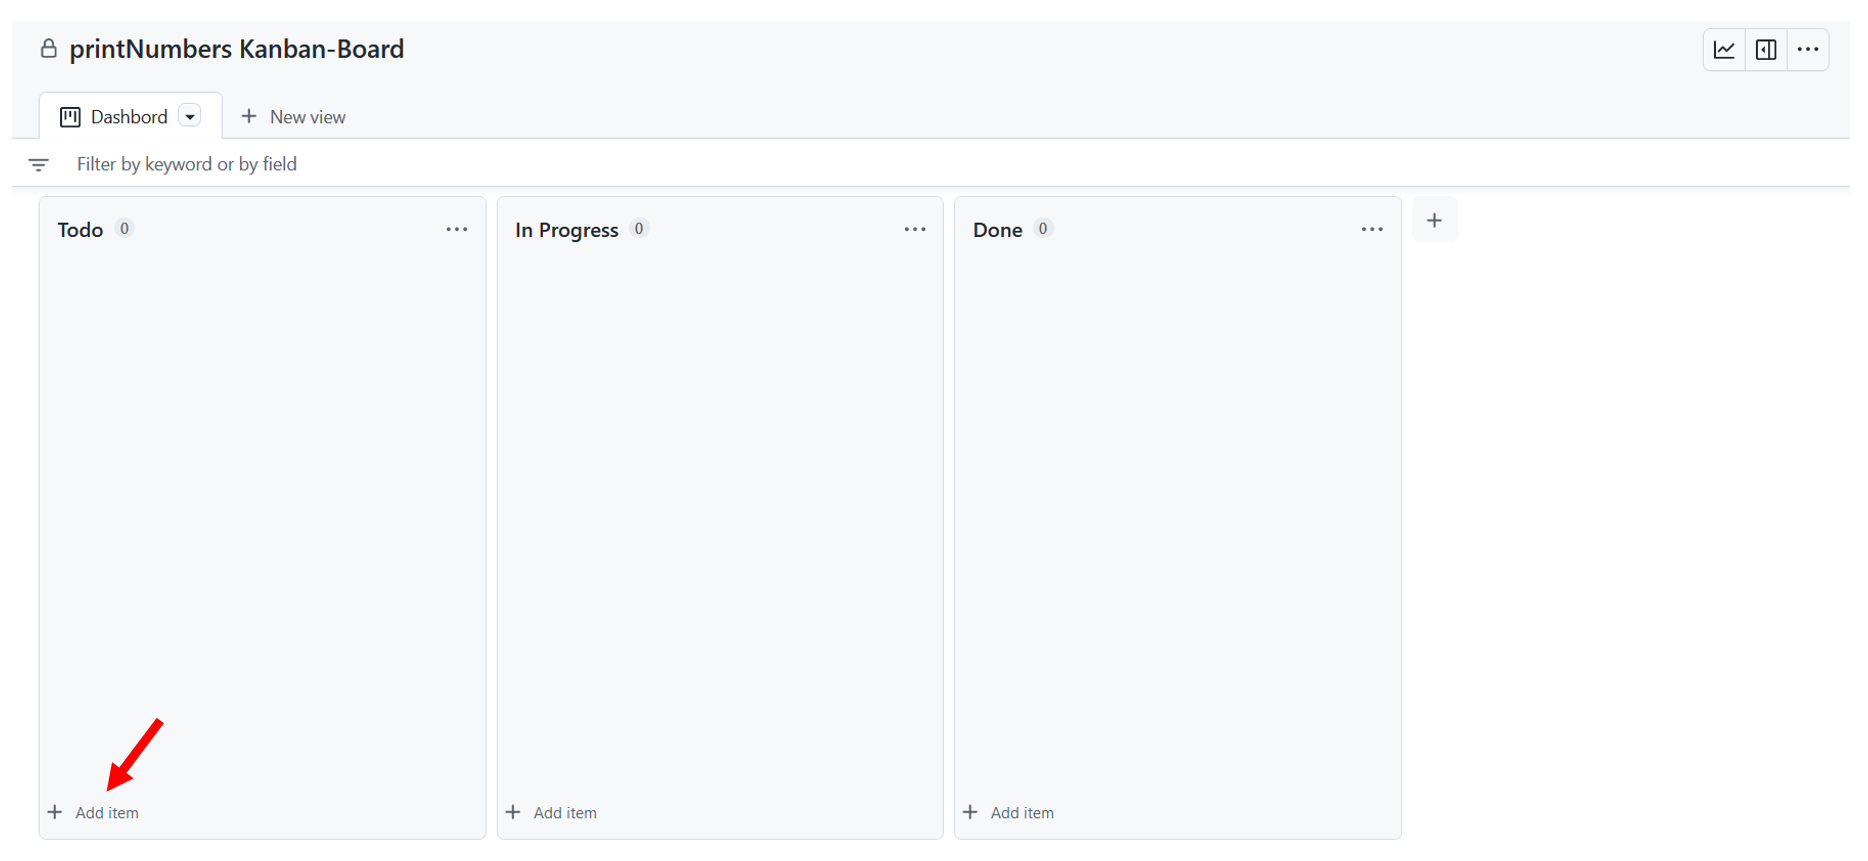 printNumbers Kanban-Board
Dashbord New view
Filter by keyword or by field
Todo 0 In Progress 0 Done 0
Add item Add item Add item